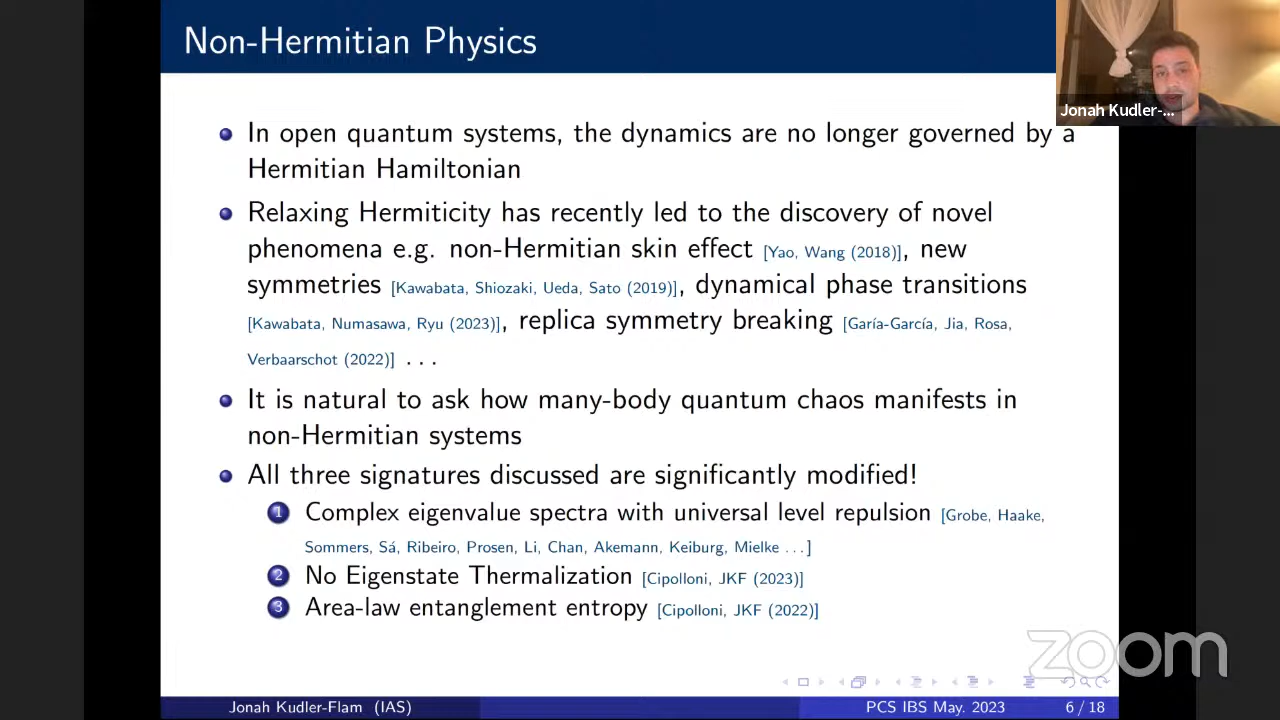 Non-Hermitian Physics
Jonah Kudler-...
In open quantum systems, the dynamics are no longer governed by a
Hermitian Hamiltonian
Relaxing Hermiticity has recently led to the discovery of novel
phenomena e.g. non-Hermitian skin effect [Yao, Wang (2018)], new
symmetries [Kawabata, Shiozaki, Ueda, Sato (2019)], dynamical phase transitions
[Kawabata, Numasawa, Ryu (2023)], replica symmetry breaking [Garía-García, Jia, Rosa,
Verbaarschot (2022)] ...
It is natural to ask how many-body quantum chaos manifests in
non-Hermitian systems
All three signatures discussed are significantly modified!
1 Complex eigenvalue spectra with universal level repulsion [Grobe, Haake,
Sommers, Sá, Ribeiro, Prosen, Li, Chan, Akemann, Keiburg, Mielke ...]
2 No Eigenstate Thermalization [Cipolloni, JKF (2023)]
3 Area-law entanglement entropy [Cipolloni, JKF (2022)]
zoom
Jonah Kudler-Flam (IAS) PCS IBS May. 2023 6 / 18